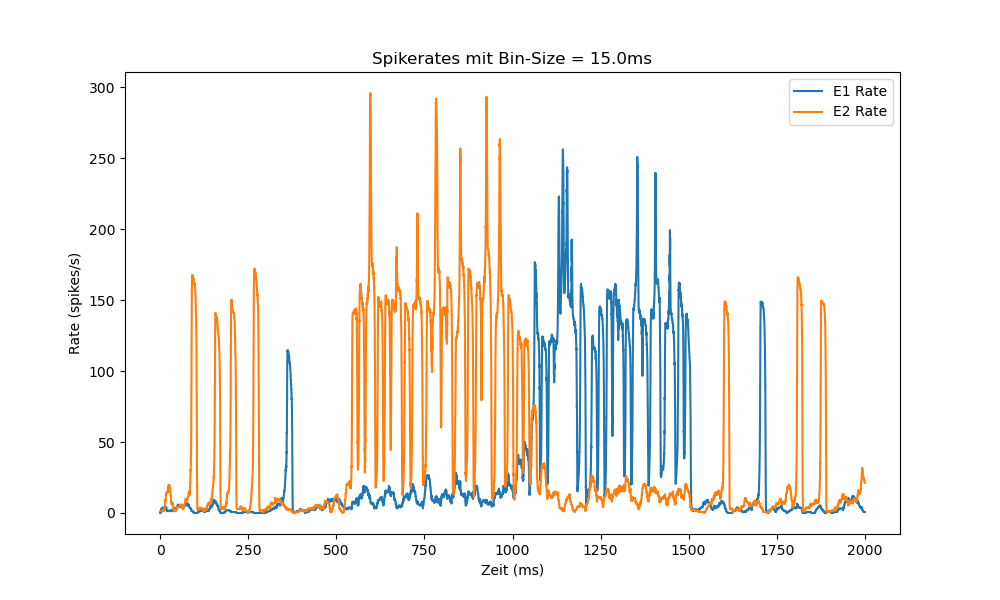 Spikerates mit Bin-Size = 15.0ms
E1 Rate
E2 Rate
300
250
200
150
100
50
0
Rate (spikes/s)
0 250 500 750 1000 1250 1500 1750 2000
Zeit (ms)